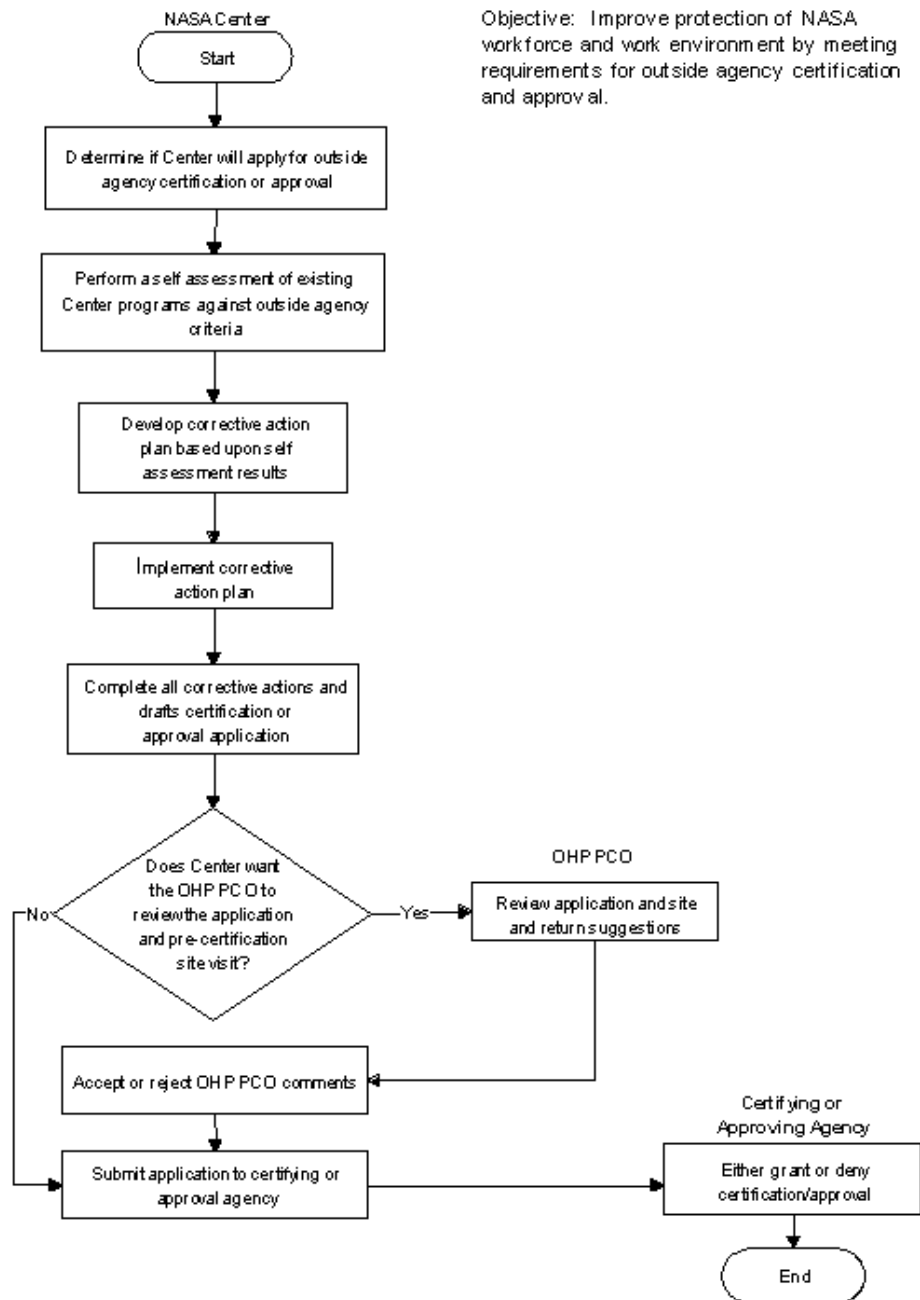 NASA Center
Start
Objective: Improve protection of NASA
workforce and work environment by meeting
requirements for outside agency certification
and approval.
Determine if Center will apply for outside
agency certification or approval
Perform a self assessment of existing
Center programs against outside agency
criteria
Develop corrective action
plan based upon self
assessment results
Implement corrective
action plan
Complete all corrective actions and
drafts certification or
approval application
Does Center want
the OHP PCO to
review the application
and pre-certification
site visit?
No
Yes
OHP PCO
Review application and site
and return suggestions
Accept or reject OHP PCO comments
Submit application to certifying or
approval agency
Certifying or
Approving Agency
Either grant or deny
certification/approval
End